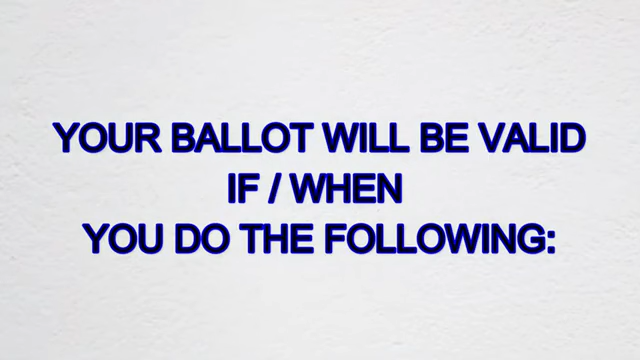 YOUR BALLOT WILL BE VALID
IF / WHEN
YOU DO THE FOLLOWING: